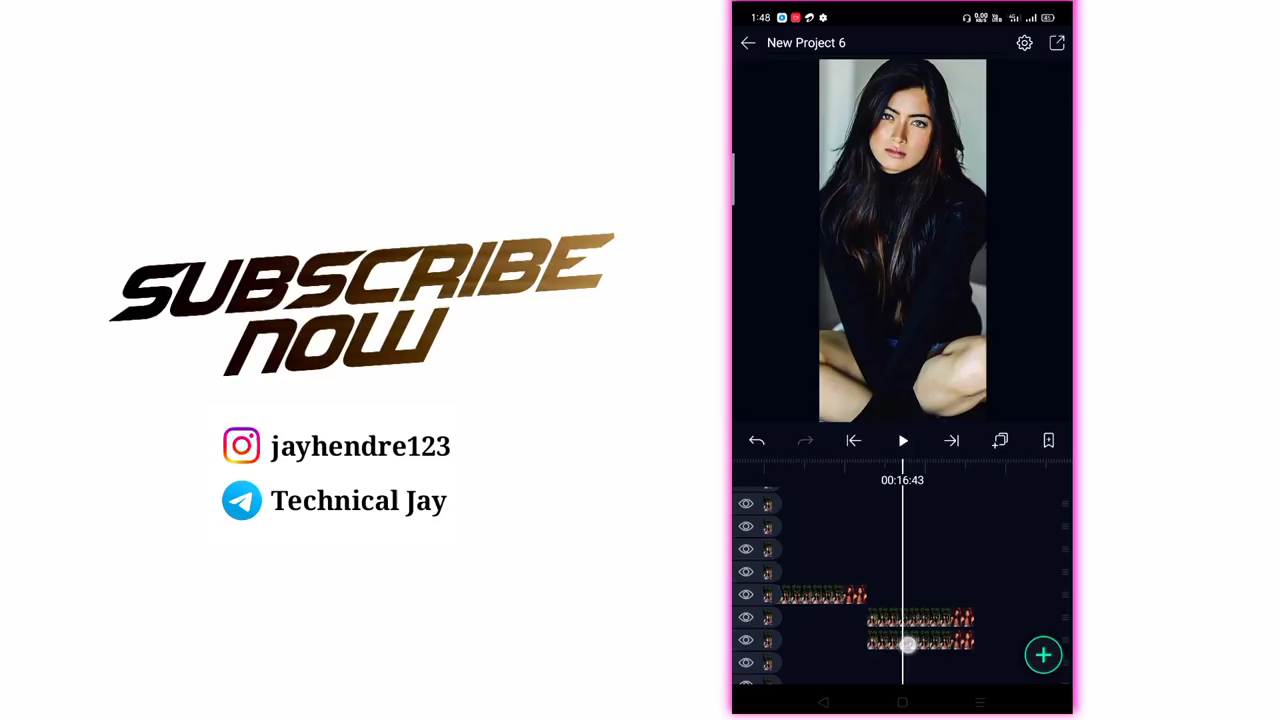 1:48
New Project 6
SUBSCRIBE
NOW
jayhendre123
Technical Jay
00:16:43